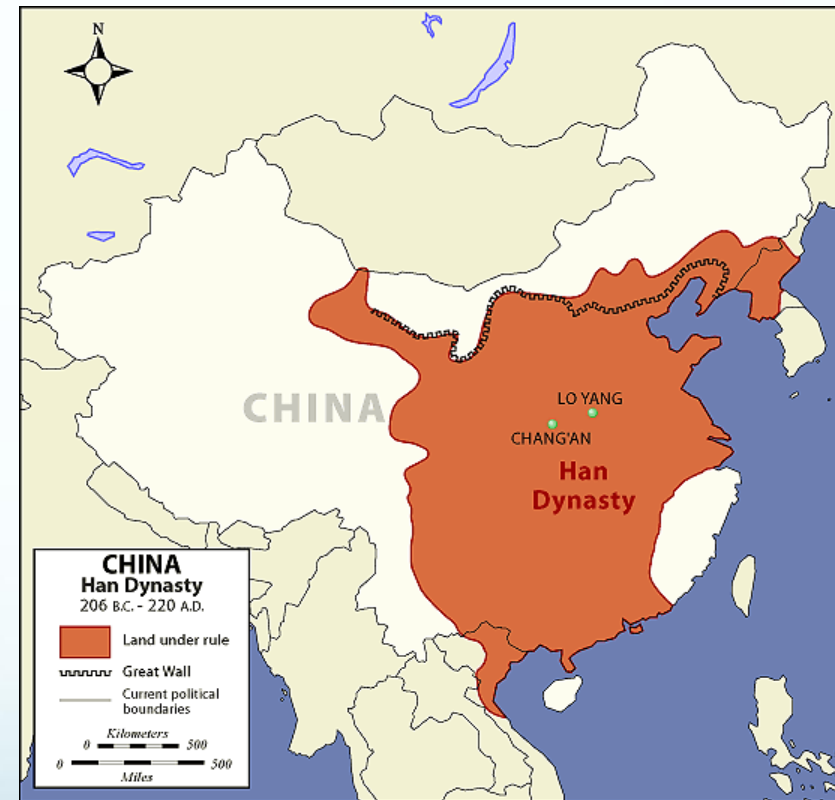 N
CHINA
LO YANG
CHANG'AN
Han
Dynasty
CHINA
Han Dynasty
206 B.C. - 220 A.D.
Land under rule
Great Wall
Current political
boundaries
Kilometers
0 500
0 500
Miles